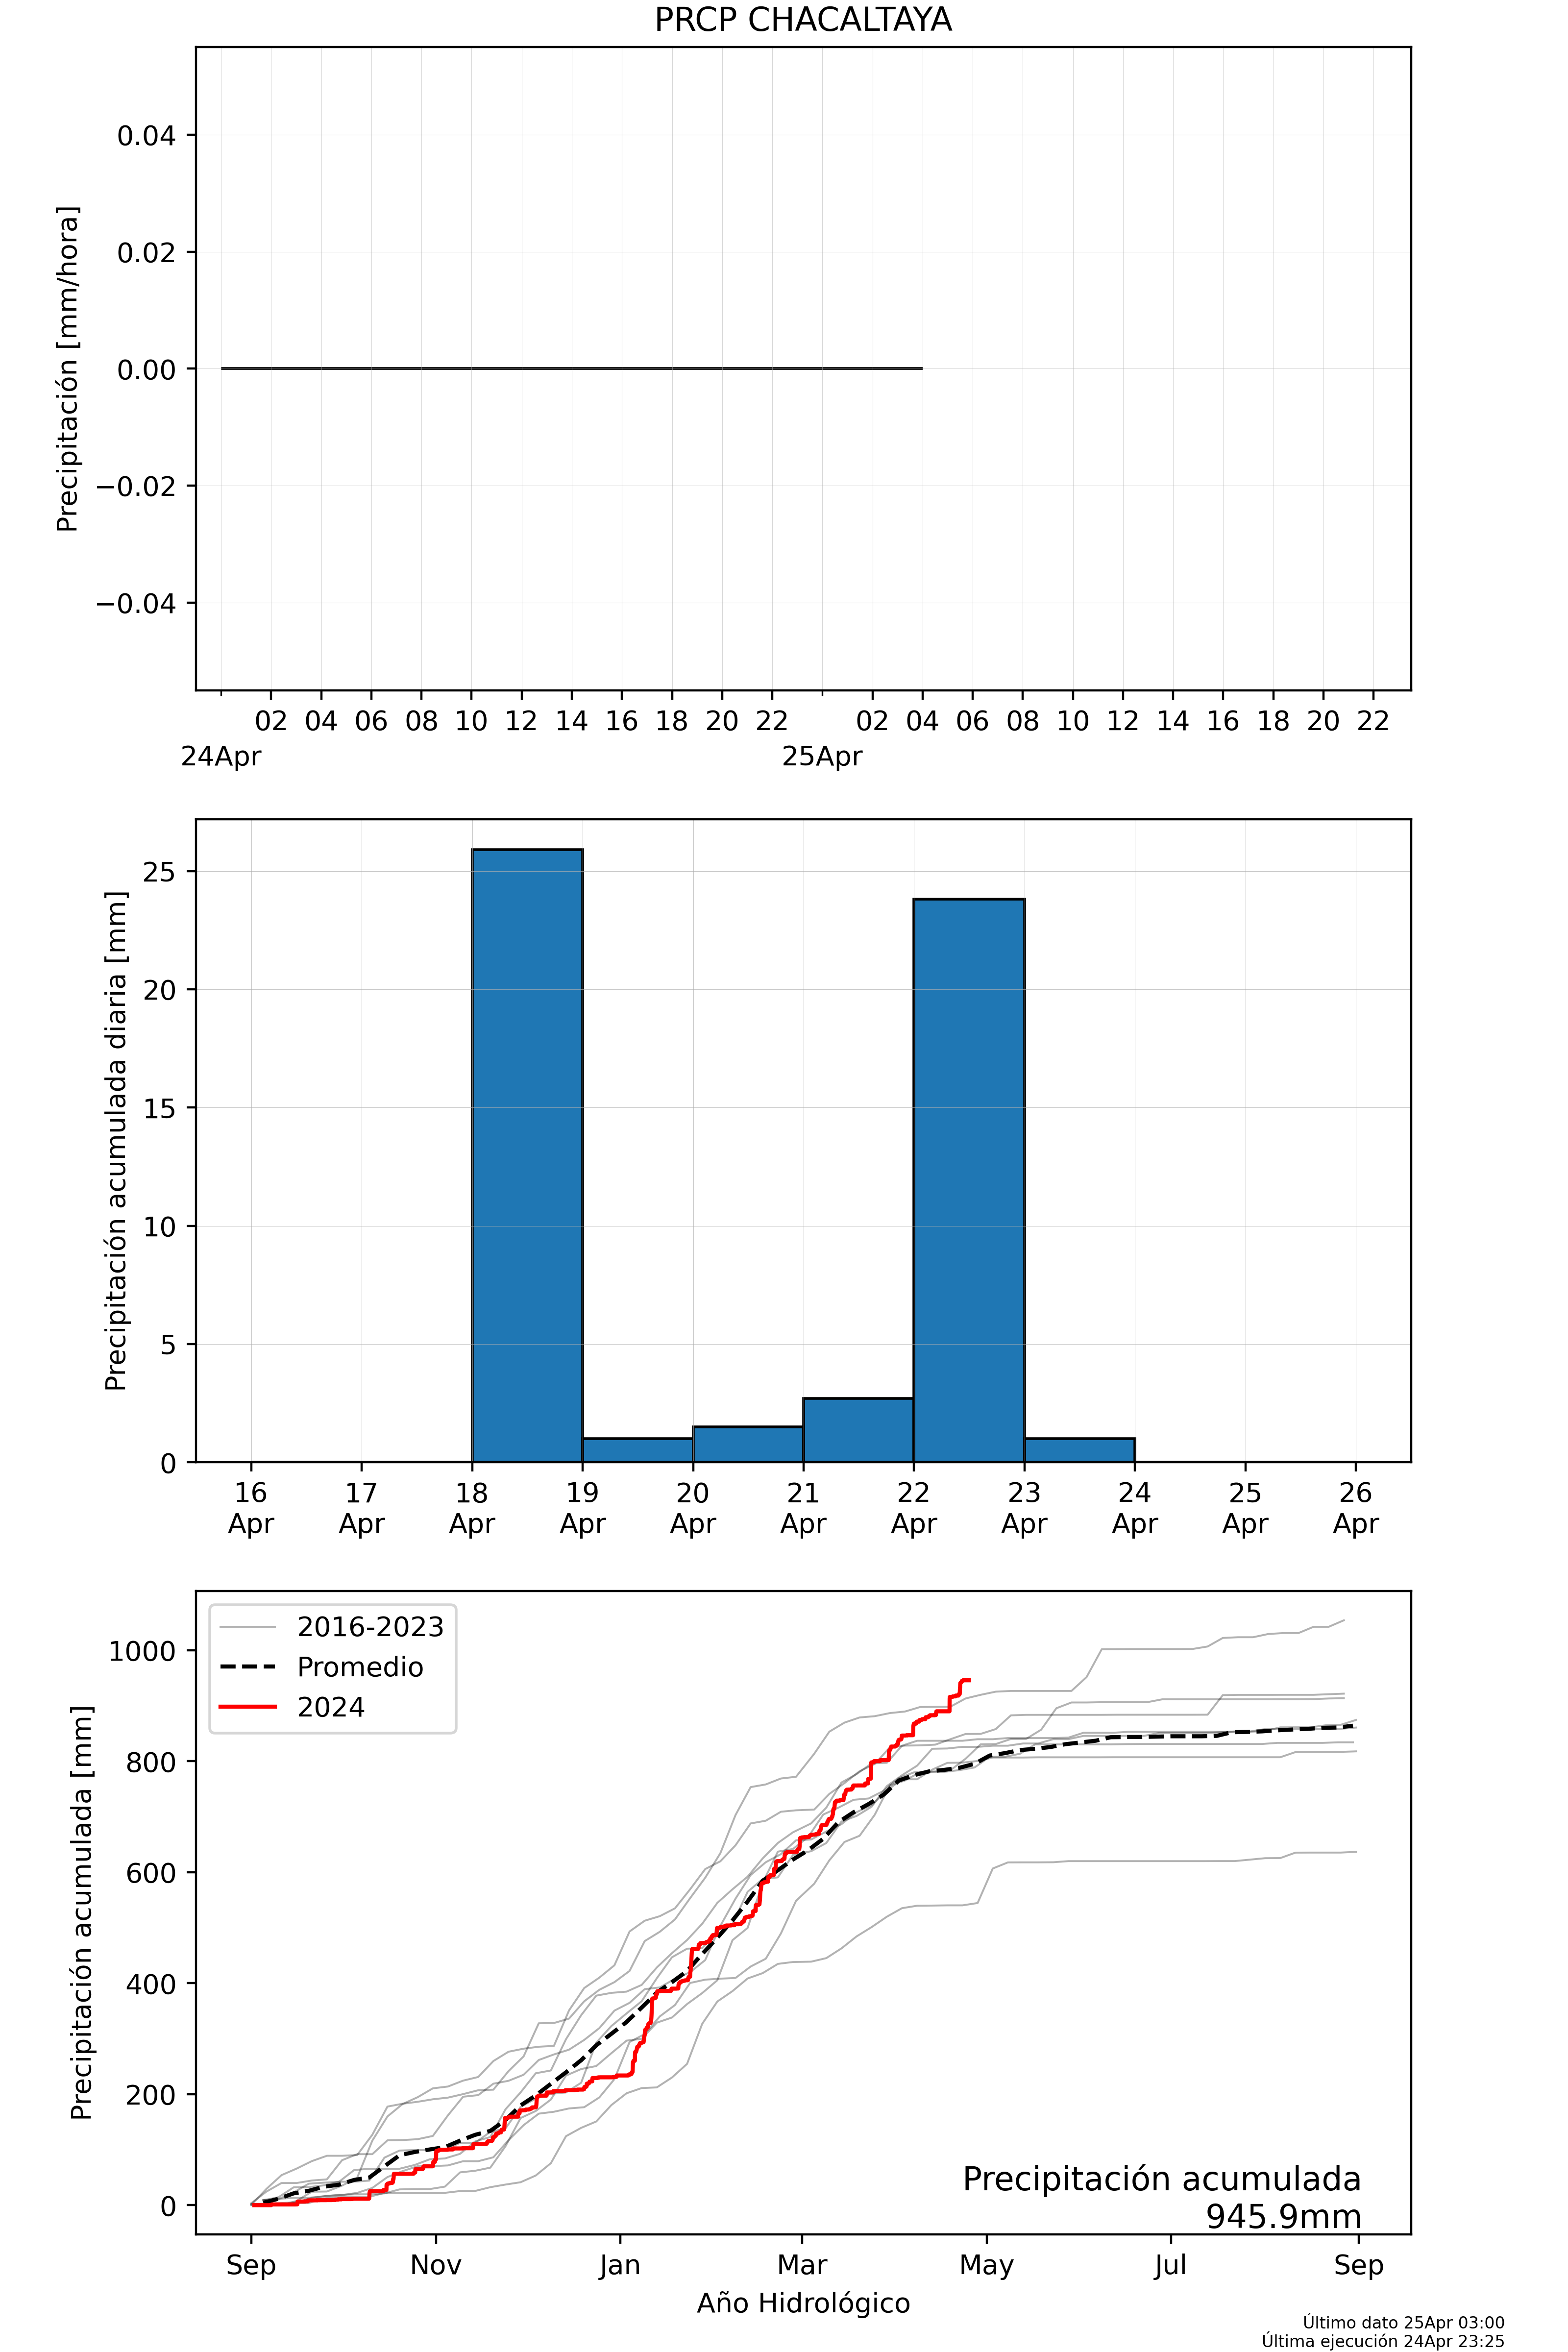 PRCP CHACALTAYA
Precipitación [mm/hora]
0.04
0.02
0.00
−0.02
−0.04
02 04 06 08 10 12 14 16 18 20 22 02 04 06 08 10 12 14 16 18 20 22
24Apr 25Apr
Precipitación acumulada diaria [mm]
25
20
15
10
5
0
16 17 18 19 20 21 22 23 24 25 26
Apr Apr Apr Apr Apr Apr Apr Apr Apr Apr Apr
Precipitación acumulada [mm]
1000
800
600
400
200
0
2016-2023
Promedio
2024
Precipitación acumulada
945.9mm
Sep Nov Jan Mar May Jul Sep
Año Hidrológico
Último dato 25Apr 03:00
Última ejecución 24Apr 23:25